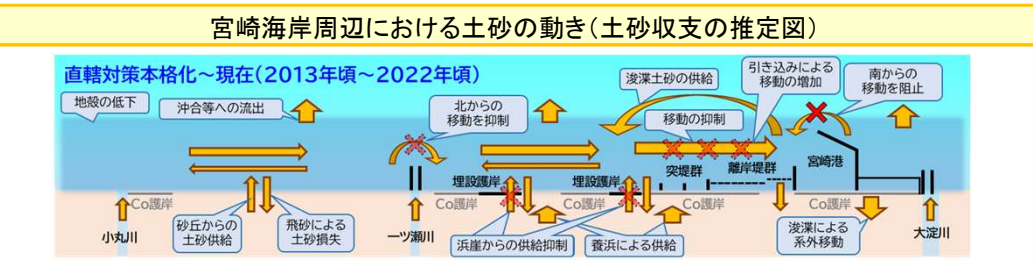 宮崎海岸周辺における土砂の動き(土砂収支の推定図)
直轄対策本格化～現在(2013年頃～2022年頃)
地殻の低下
沖合等への流出
北からの
移動を抑制
浚渫土砂の供給
引き込みによる
移動の増加
南からの
移動を阻止
移動の抑制
埋設護岸
埋設護岸
突堤群
離岸堤群
宮崎港
Co護岸
Co護岸
Co護岸
Co護岸
Co護岸
小丸川
砂丘からの
土砂供給
飛砂による
土砂損失
一ツ瀬川
浜崖からの供給抑制
養浜による供給
浚渫による
系外移動
大淀川